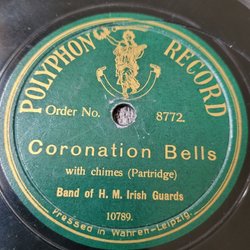 POLYPHON RECORD
Order No. 8772.
Coronation Bells
with chimes (Partridge)
Band of H. M. Irish Guards
10789.
Pressed in Wahren-Leipzig.